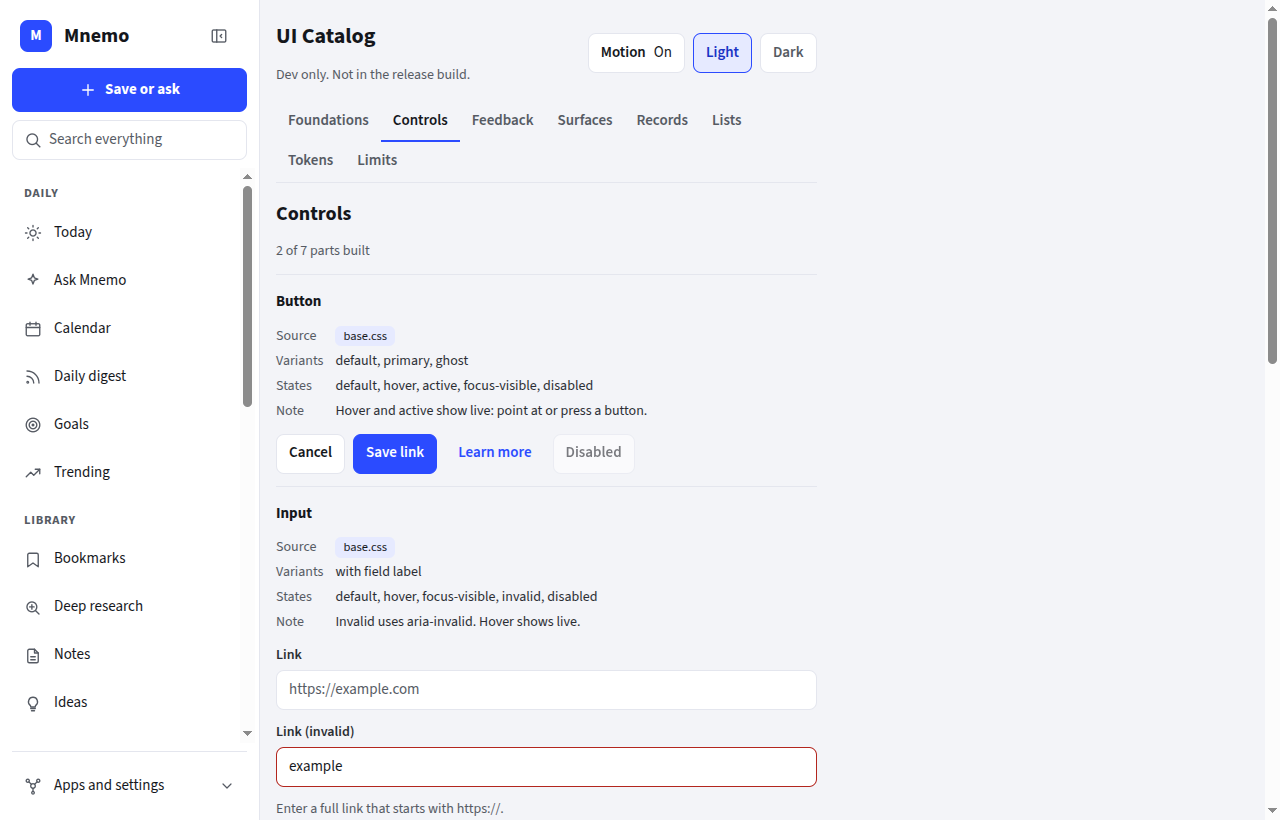 M
Mnemo
Save or ask
Search everything
DAILY
Today
Ask Mnemo
Calendar
Daily digest
Goals
Trending
LIBRARY
Bookmarks
Deep research
Notes
Ideas
Apps and settings
UI Catalog
Dev only. Not in the release build.
Motion On
Light
Dark
Foundations
Controls
Feedback
Surfaces
Records
Lists
Tokens
Limits
Controls
2 of 7 parts built
Button
Source base.css
Variants default, primary, ghost
States default, hover, active, focus-visible, disabled
Note Hover and active show live: point at or press a button.
Cancel
Save link
Learn more
Disabled
Input
Source base.css
Variants with field label
States default, hover, focus-visible, invalid, disabled
Note Invalid uses aria-invalid. Hover shows live.
Link
https://example.com
Link (invalid)
example
Enter a full link that starts with https://.